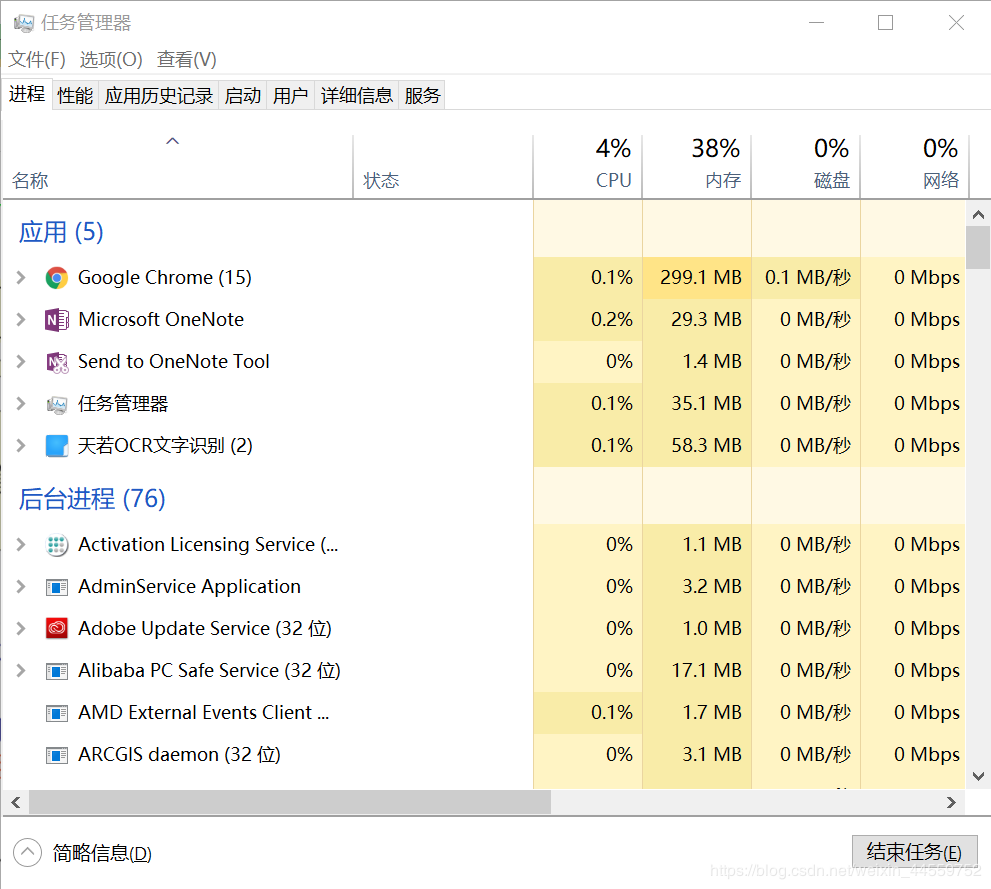 任务管理器
文件(F) 选项(O) 查看(V)
进程 性能 应用历史记录 启动 用户 详细信息 服务
4% 38% 0% 0%
名称 状态 CPU 内存 磁盘 网络
应用 (5)
Google Chrome (15) 0.1% 299.1 MB 0.1 MB/秒 0 Mbps
Microsoft OneNote 0.2% 29.3 MB 0 MB/秒 0 Mbps
Send to OneNote Tool 0% 1.4 MB 0 MB/秒 0 Mbps
任务管理器 0.1% 35.1 MB 0 MB/秒 0 Mbps
天若OCR文字识别 (2) 0.1% 58.3 MB 0 MB/秒 0 Mbps
后台进程 (76)
Activation Licensing Service (... 0% 1.1 MB 0 MB/秒 0 Mbps
AdminService Application 0% 3.2 MB 0 MB/秒 0 Mbps
Adobe Update Service (32 位) 0% 1.0 MB 0 MB/秒 0 Mbps
Alibaba PC Safe Service (32 位) 0% 17.1 MB 0 MB/秒 0 Mbps
AMD External Events Client ... 0.1% 1.7 MB 0 MB/秒 0 Mbps
ARCGIS daemon (32 位) 0% 3.1 MB 0 MB/秒 0 Mbps
简略信息(D) 结束任务(E)
https://blog.csdn.net/weixin_44559752